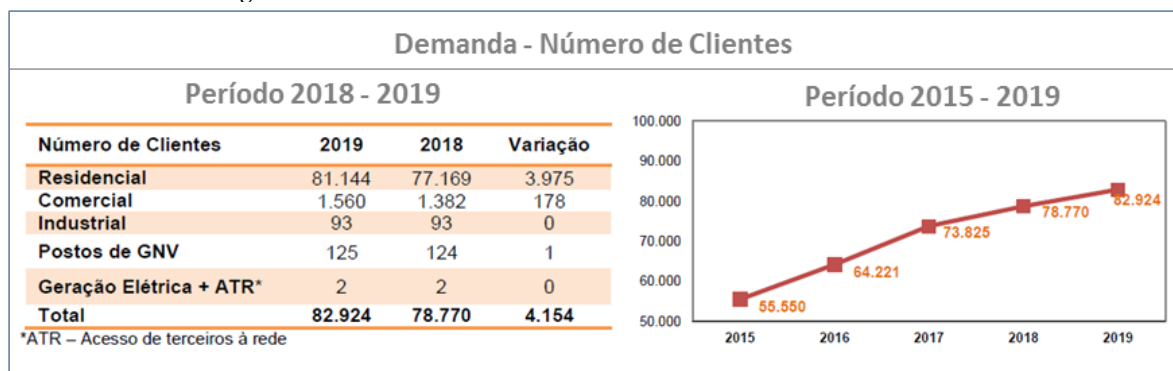 Demanda - Número de Clientes
Período 2018 - 2019
Número de Clientes 2019 2018 Variação
Residencial 81.144 77.169 3.975
Comercial 1.560 1.382 178
Industrial 93 93 0
Postos de GNV 125 124 1
Geração Elétrica + ATR* 2 2 0
Total 82.924 78.770 4.154
*ATR – Acesso de terceiros à rede
Período 2015 - 2019
100.000
90.000
80.000
70.000
60.000
50.000
55.550
64.221
73.825
78.770
82.924
2015 2016 2017 2018 2019